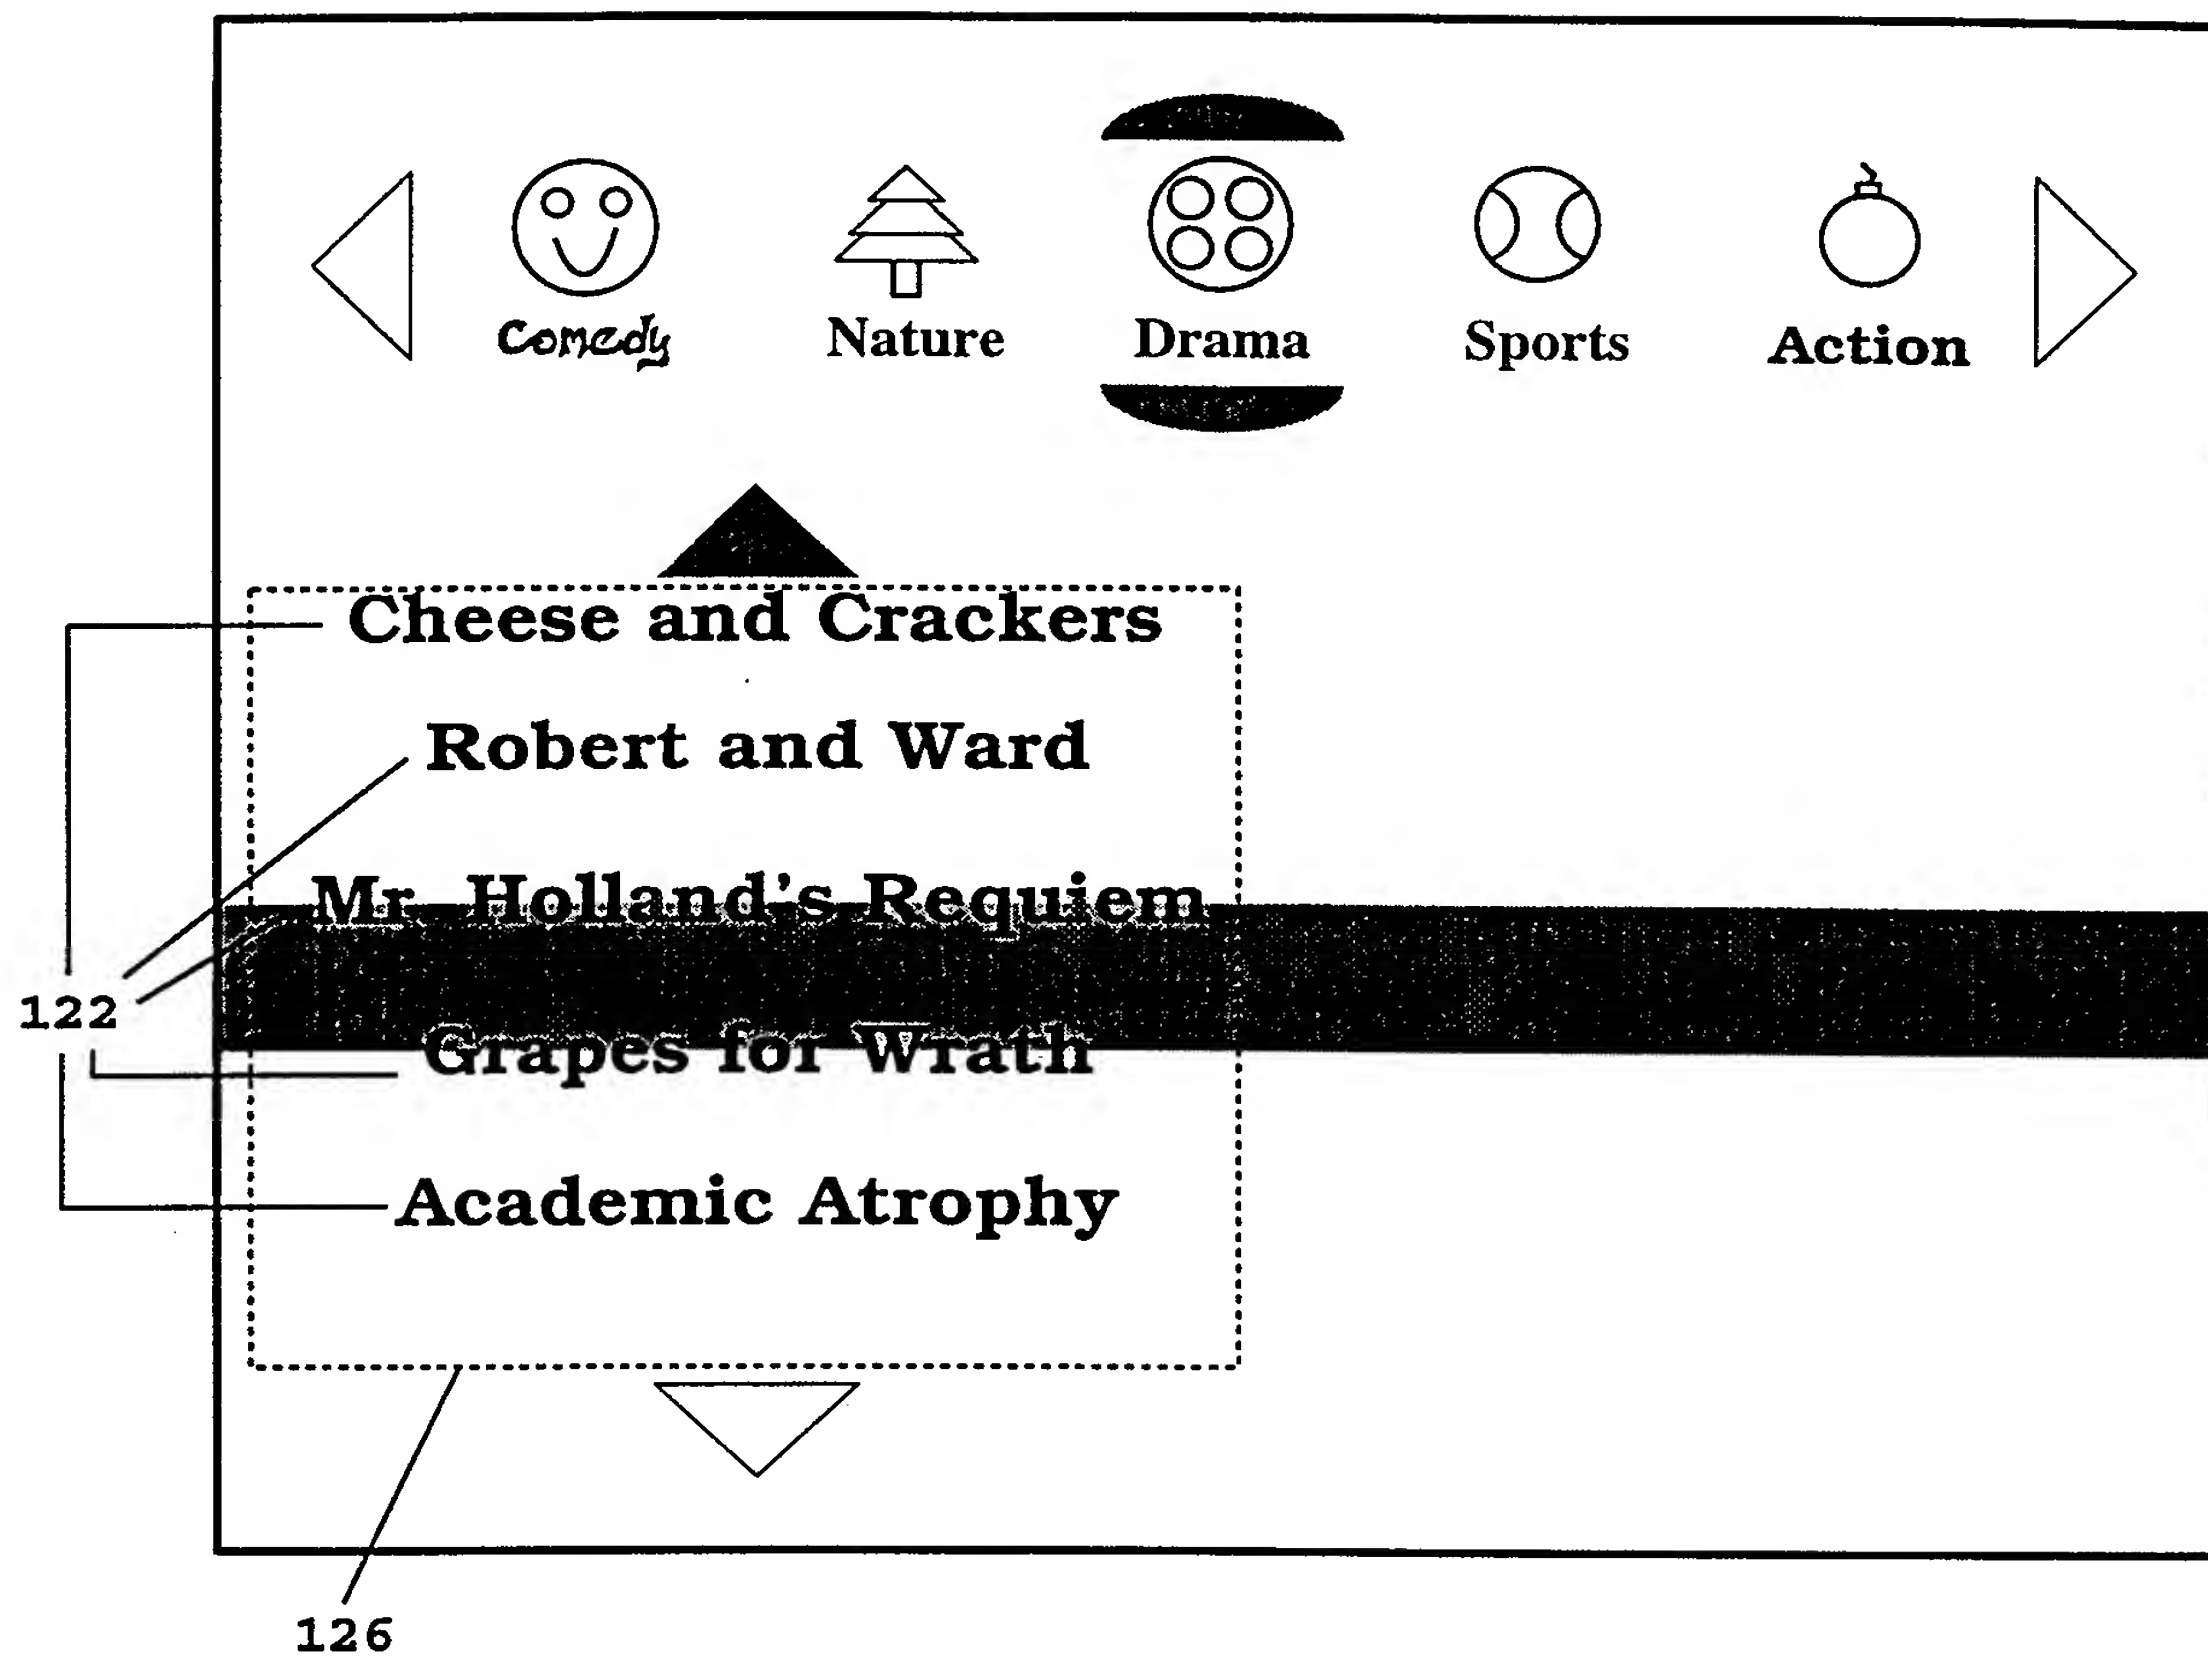 Comedy Nature Drama Sports Action
Cheese and Crackers
Robert and Ward
Mr. Holland's Requiem
122
Grapes for Wrath
Academic Atrophy
126